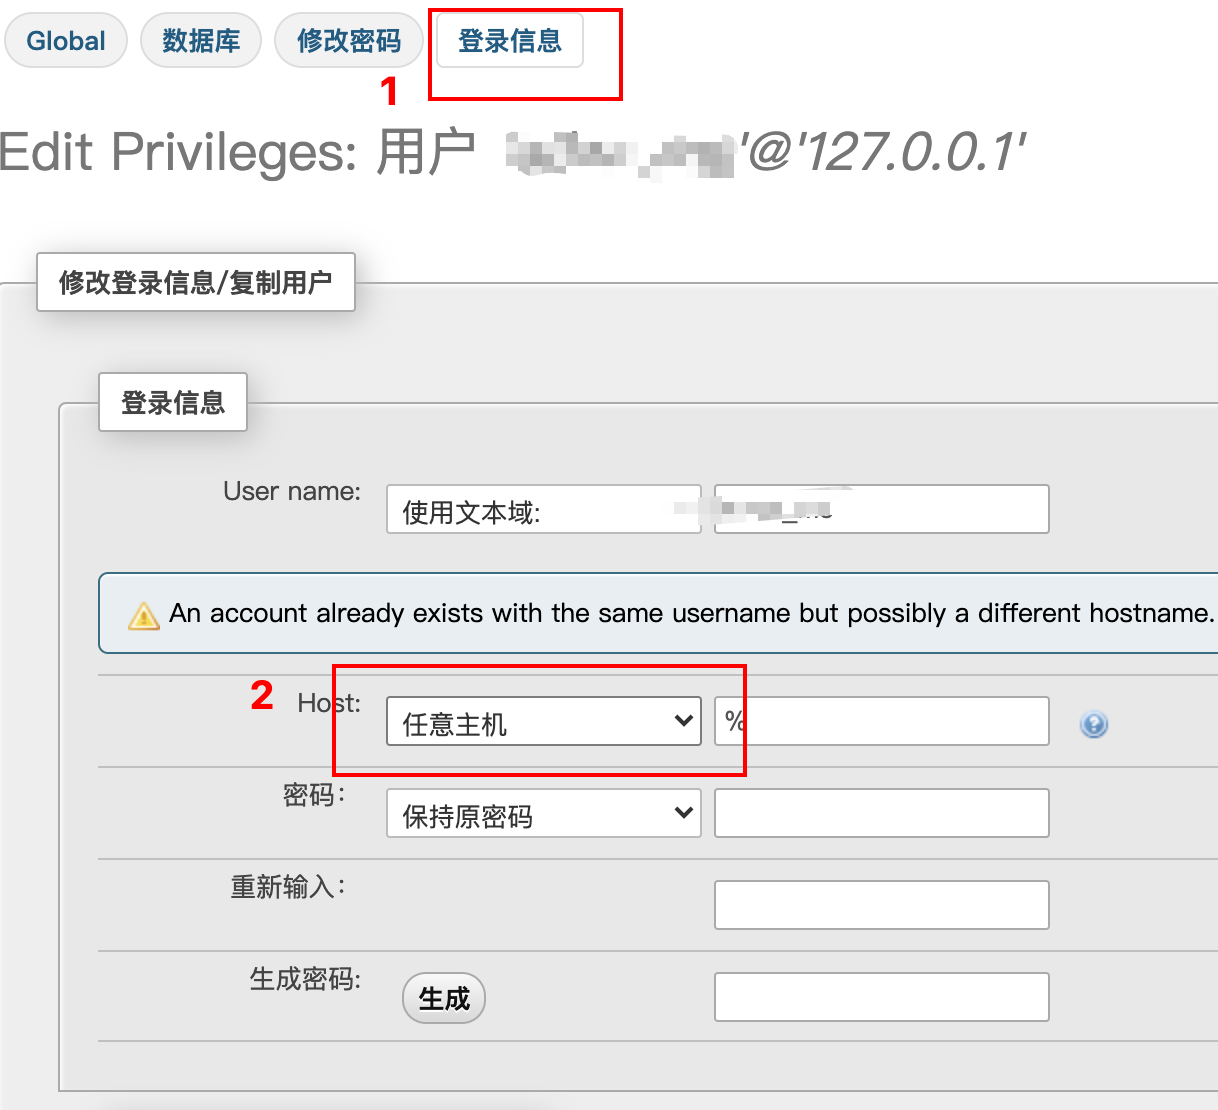 Global 数据库 修改密码 登录信息
1
Edit Privileges: 用户 '@'127.0.0.1'
修改登录信息/复制用户
登录信息
User name: 使用文本域:
An account already exists with the same username but possibly a different hostname.
2 Host: 任意主机 %
密码: 保持原密码
重新输入:
生成密码: 生成